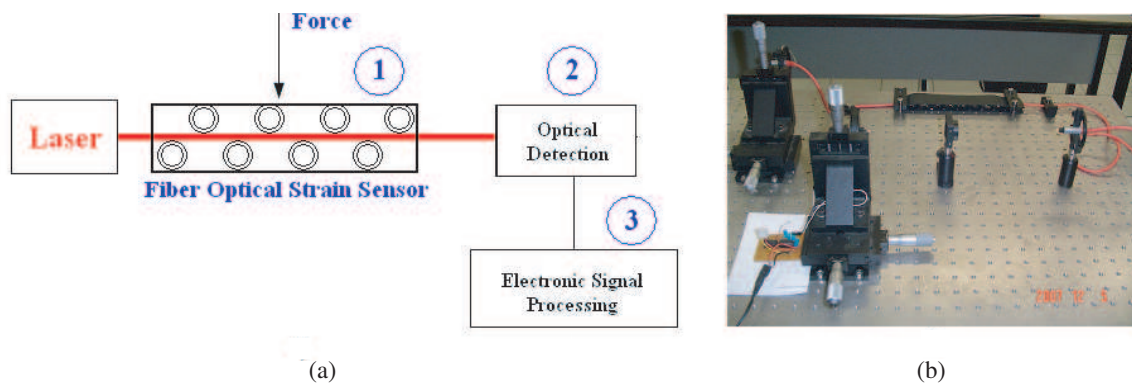 Force
1
2
Laser
Optical
Detection
Fiber Optical Strain Sensor
3
Electronic Signal
Processing
(a)
(b)